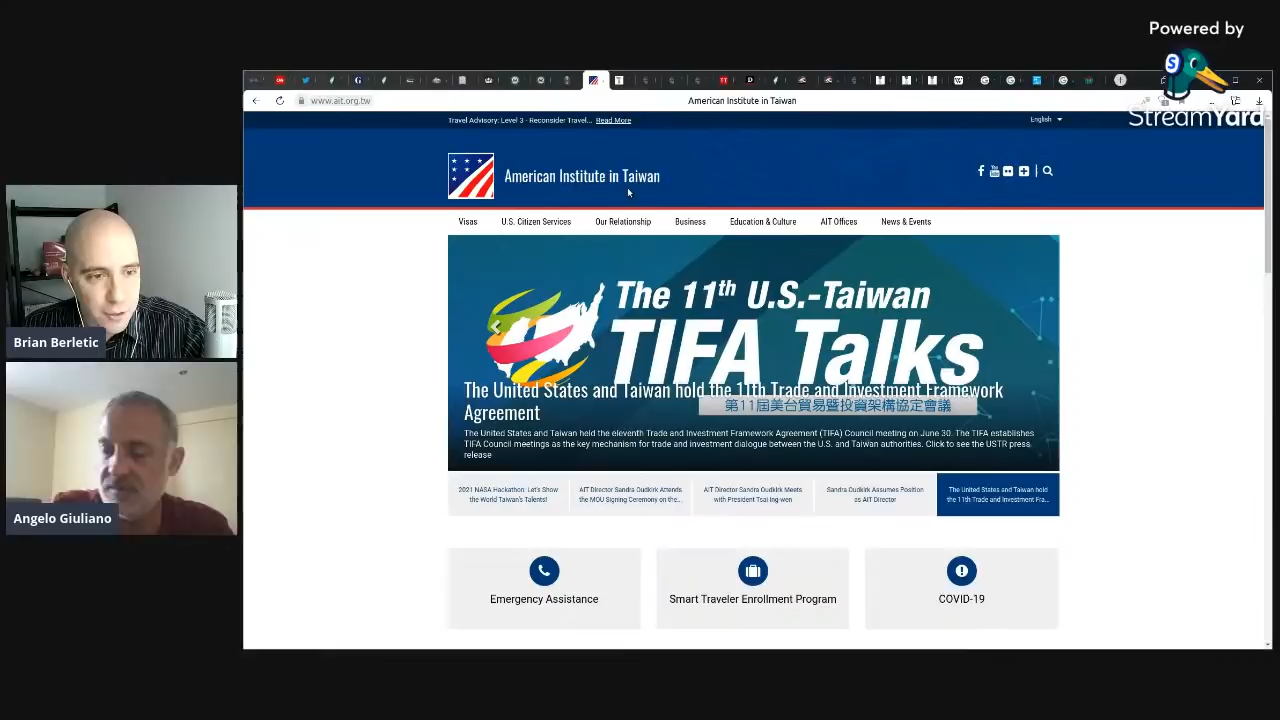 Powered by
StreamYard
www.ait.org.tw
American Institute in Taiwan
Travel Advisory: Level 3 - Reconsider Travel... Read More
English
American Institute in Taiwan
Visas
U.S. Citizen Services
Our Relationship
Business
Education & Culture
AIT Offices
News & Events
The 11th U.S.-Taiwan
TIFA Talks
第11屆美台貿易暨投資架構協定會議
The United States and Taiwan hold the 11th Trade and Investment Framework
Agreement
The United States and Taiwan held the eleventh Trade and Investment Framework Agreement (TIFA) Council meeting on June 30. The TIFA establishes
TIFA Council meetings as the key mechanism for trade and investment dialogue between the U.S. and Taiwan authorities. Click to see the USTR press
release
2021 NASA Hackathon: Let's Show
the World Taiwan's Talents!
AIT Director Sandra Oudkirk Attends
the MOU Signing Ceremony on the...
AIT Director Sandra Oudkirk Meets
with President Tsai Ing-wen
Sandra Oudkirk Assumes Position
as AIT Director
The United States and Taiwan hold
the 11th Trade and Investment Fra...
Emergency Assistance
Smart Traveler Enrollment Program
COVID-19
Brian Berletic
Angelo Giuliano